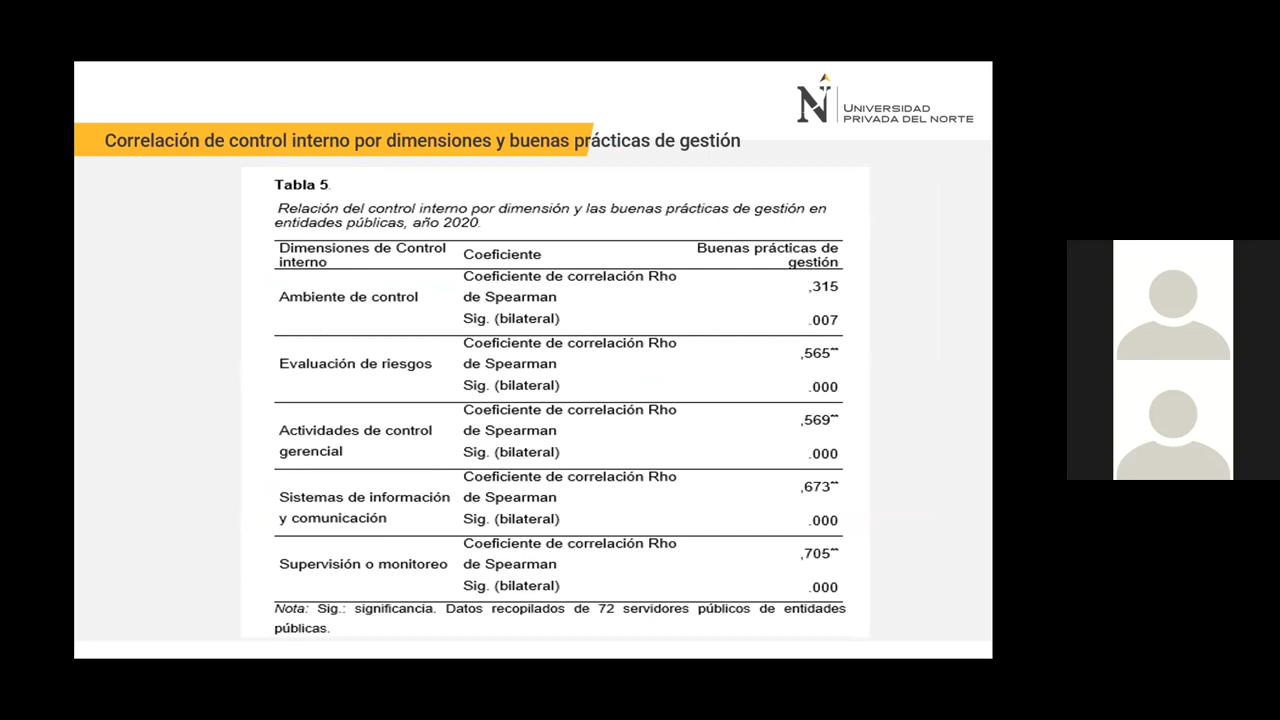 UNIVERSIDAD
PRIVADA DEL NORTE
Correlación de control interno por dimensiones y buenas prácticas de gestión
Tabla 5.
Relación del control interno por dimensión y las buenas prácticas de gestión en
entidades públicas, año 2020.
Dimensiones de Control interno Coeficiente Buenas prácticas de gestión
Ambiente de control
Coeficiente de correlación Rho
de Spearman
,315
Sig. (bilateral) .007
Evaluación de riesgos
Coeficiente de correlación Rho
de Spearman
,565**
Sig. (bilateral) .000
Actividades de control
gerencial
Coeficiente de correlación Rho
de Spearman
,569**
Sig. (bilateral) .000
Sistemas de información
y comunicación
Coeficiente de correlación Rho
de Spearman
,673**
Sig. (bilateral) .000
Supervisión o monitoreo
Coeficiente de correlación Rho
de Spearman
,705**
Sig. (bilateral) .000
Nota: Sig.: significancia. Datos recopilados de 72 servidores públicos de entidades
públicas.